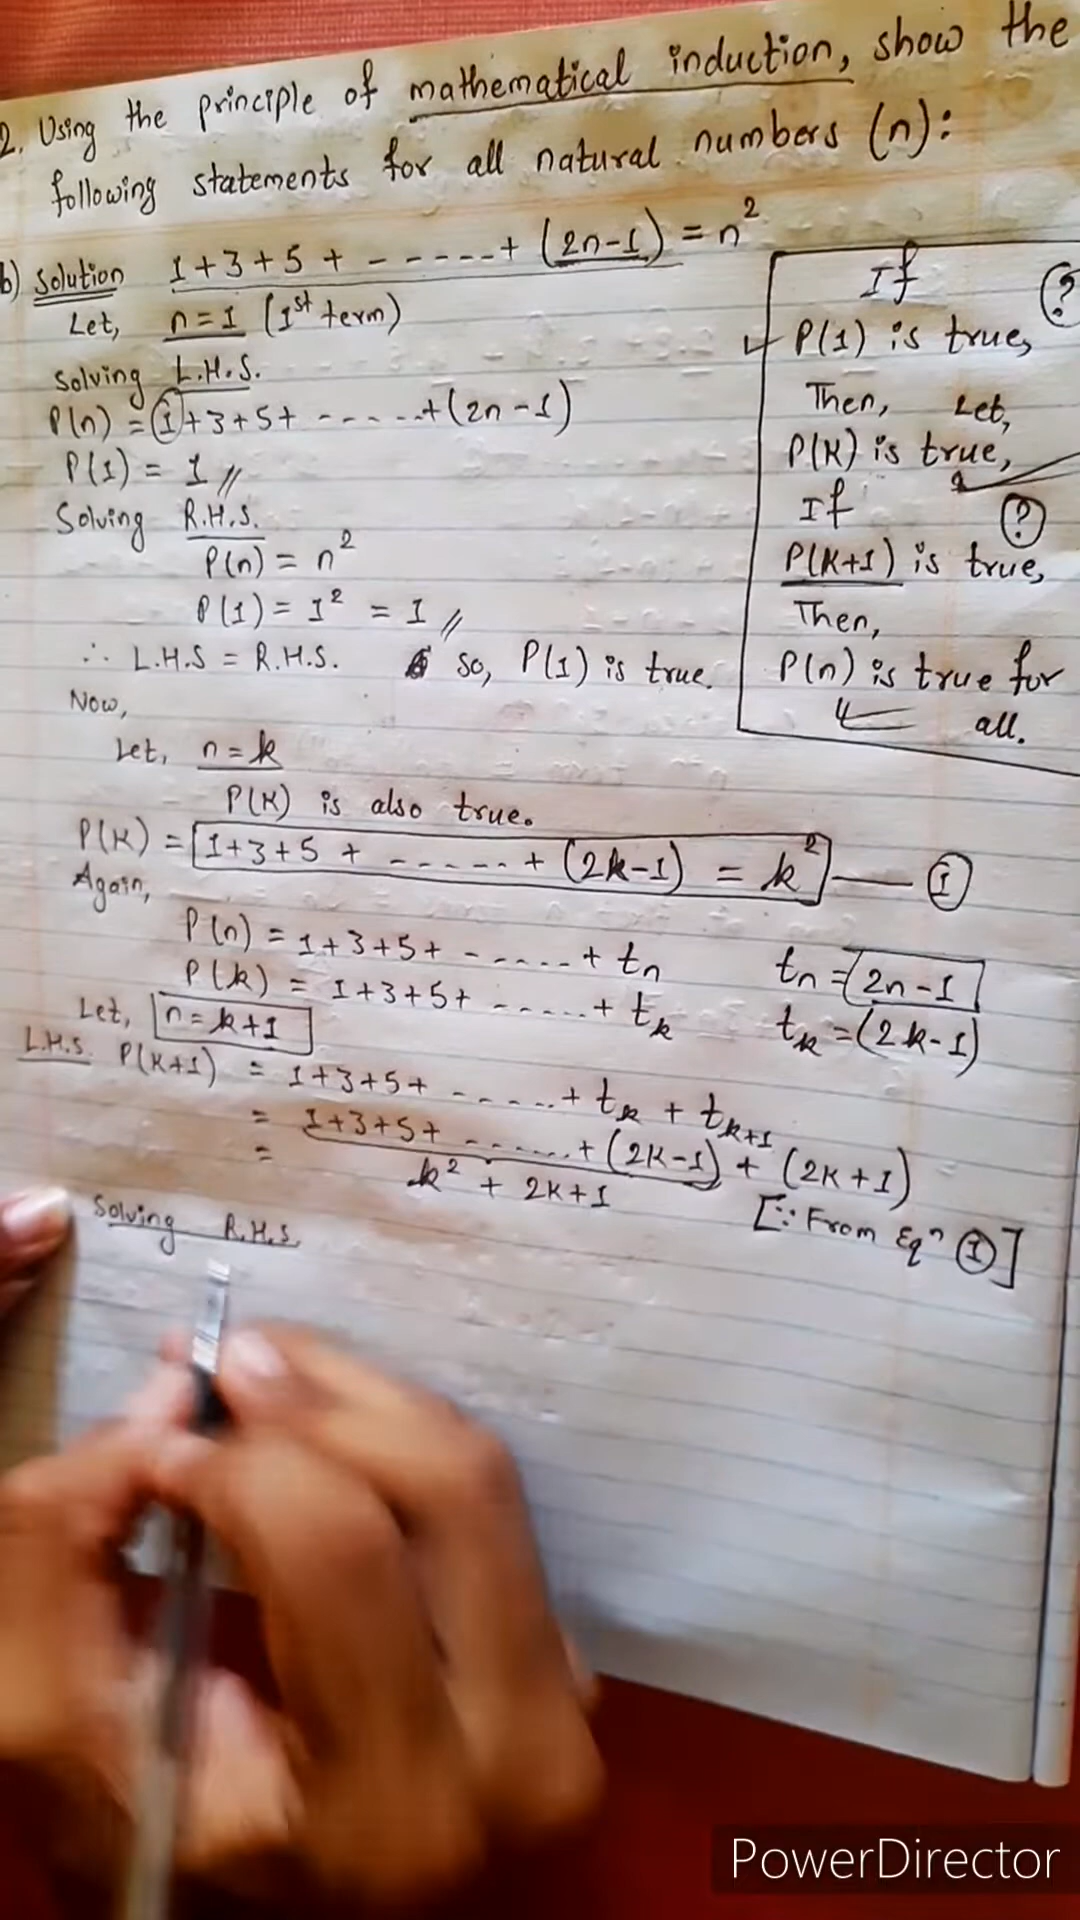 2. Using the principle of mathematical induction, show the
following statements for all natural numbers (n):
b) Solution 1+3+5+ - - - - - + (2n-1) = n²
Let, n=1 (1st term)
Solving L.H.S.
P(n) = 1+3+5+ - - - - - + (2n-1)
P(1) = 1 //
Solving R.H.S.
P(n) = n²
P(1) = 1² = 1 //
∴ L.H.S = R.H.S. so, P(1) is true.
If ?
P(1) is true,
Then, Let,
P(K) is true,
If ?
P(K+1) is true,
Then,
P(n) is true for
all.
Now,
Let, n=k
P(K) is also true.
P(K) = 1+3+5 + - - - - - + (2k-1) = k² —— ①
Again,
P(n) = 1+3+5+ - - - - - + tn tn = (2n-1
P(k) = 1+3+5+ - - - - - + tk tk = (2k-1)
Let, n=k+1
L.H.S. P(K+1) = 1+3+5+ - - - - - + tk + tk+1
= 1+3+5+ - - - - - + (2K-1) + (2K+1)
= k² + 2K+1 [∵ From Eqⁿ ①]
Solving R.H.S.
PowerDirector